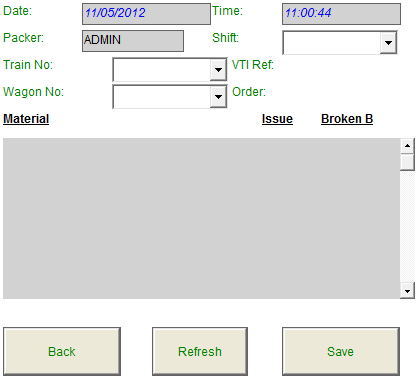 Date: 11/05/2012 Time: 11:00:44
Packer: ADMIN Shift:
Train No: VTI Ref:
Wagon No: Order:
Material Issue Broken B
Back Refresh Save